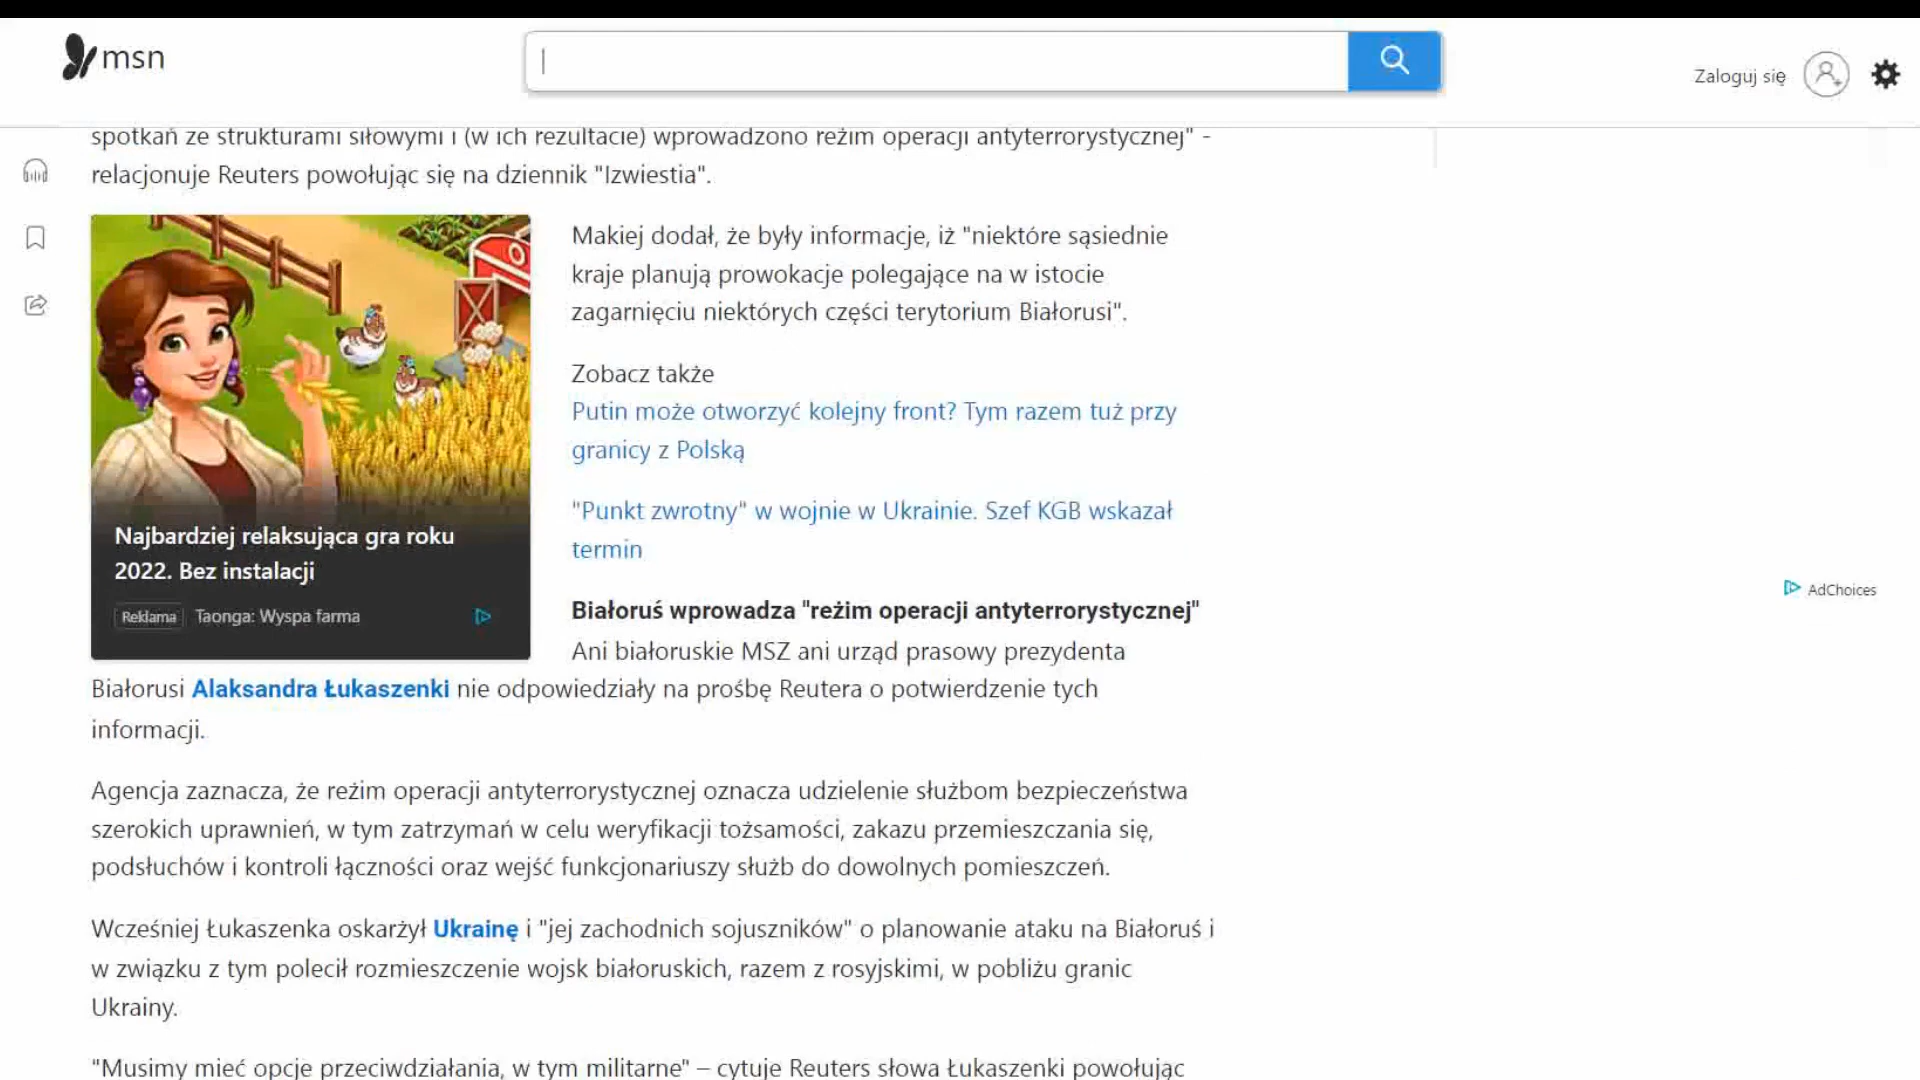 msn
Zaloguj się
spotkań ze strukturami siłowymi i (w ich rezultacie) wprowadzono reżim operacji antyterrorystycznej" -
relacjonuje Reuters powołując się na dziennik "Izwiestia".
Makiej dodał, że były informacje, iż "niektóre sąsiednie
kraje planują prowokacje polegające na w istocie
zagarnięciu niektórych części terytorium Białorusi".
Zobacz także
Putin może otworzyć kolejny front? Tym razem tuż przy
granicy z Polską
"Punkt zwrotny" w wojnie w Ukrainie. Szef KGB wskazał
termin
Najbardziej relaksująca gra roku
2022. Bez instalacji
Reklama Taonga: Wyspa farma
AdChoices
Białoruś wprowadza "reżim operacji antyterrorystycznej"
Ani białoruskie MSZ ani urząd prasowy prezydenta
Białorusi Alaksandra Łukaszenki nie odpowiedziały na prośbę Reutera o potwierdzenie tych
informacji.
Agencja zaznacza, że reżim operacji antyterrorystycznej oznacza udzielenie służbom bezpieczeństwa
szerokich uprawnień, w tym zatrzymań w celu weryfikacji tożsamości, zakazu przemieszczania się,
podsłuchów i kontroli łączności oraz wejść funkcjonariuszy służb do dowolnych pomieszczeń.
Wcześniej Łukaszenka oskarżył Ukrainę i "jej zachodnich sojuszników" o planowanie ataku na Białoruś i
w związku z tym polecił rozmieszczenie wojsk białoruskich, razem z rosyjskimi, w pobliżu granic
Ukrainy.
"Musimy mieć opcje przeciwdziałania, w tym militarne" – cytuje Reuters słowa Łukaszenki powołując